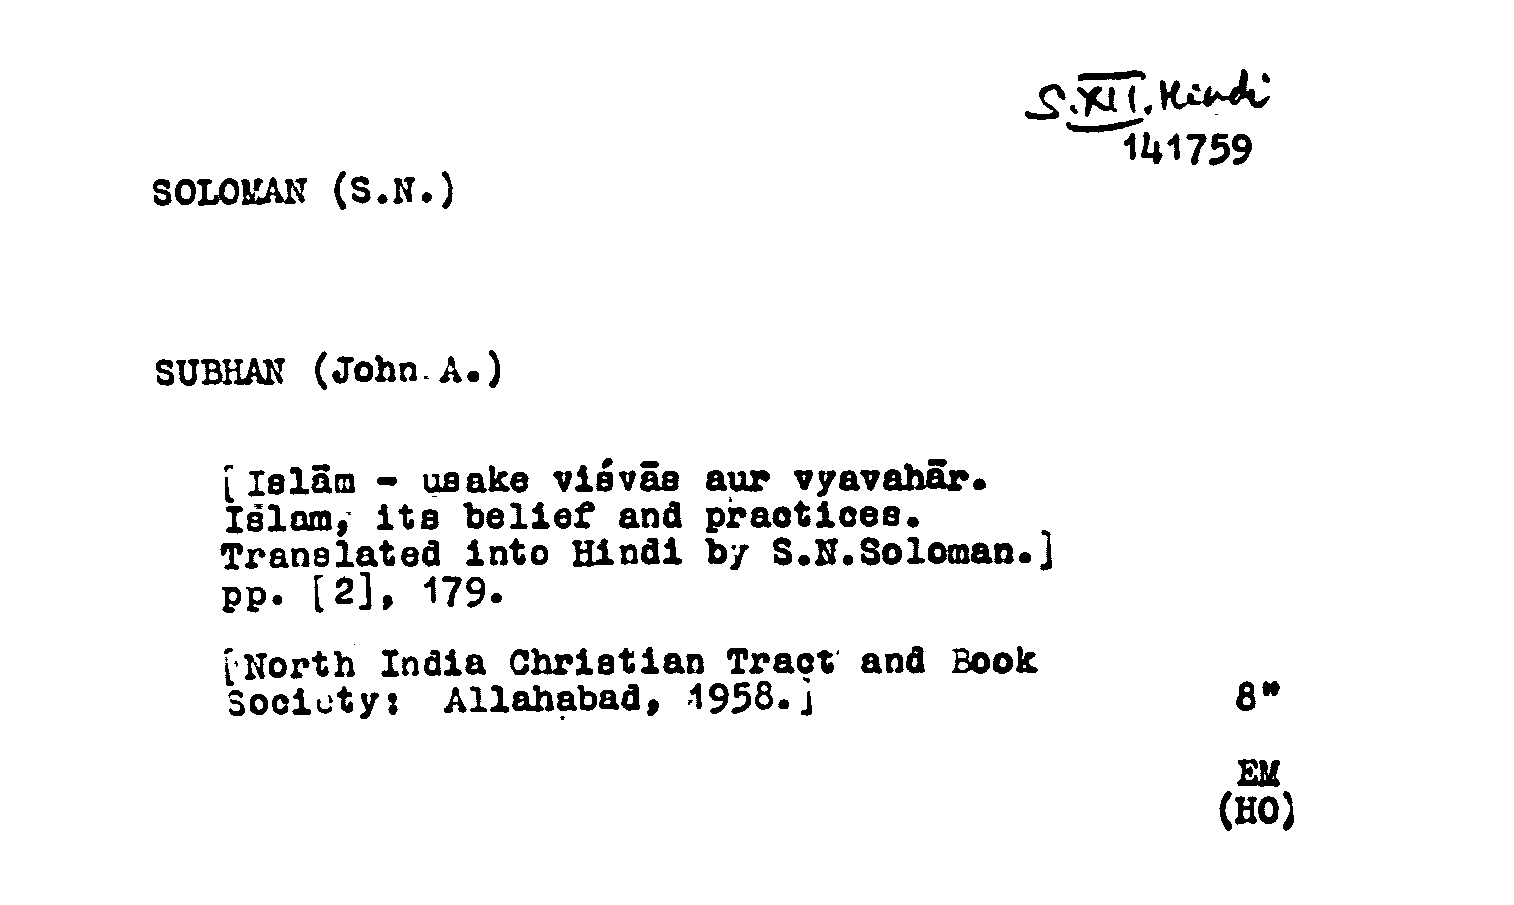 S.XII.Hindi
141759
SOLOMAN (S.N.)
SUBHAN (John A.)
[Islām - usake viśvās aur vyavahār.
Islam, its belief and practices.
Translated into Hindi by S.N.Soloman.]
pp. [2], 179.
[North India Christian Tract and Book
Society: Allahabad, 1958.]
8"
EM
(HO)